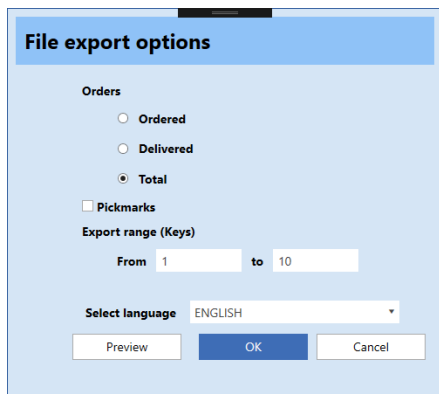 File export options
Orders
Ordered
Delivered
Total
Pickmarks
Export range (Keys)
From 1 to 10
Select language ENGLISH
Preview OK Cancel